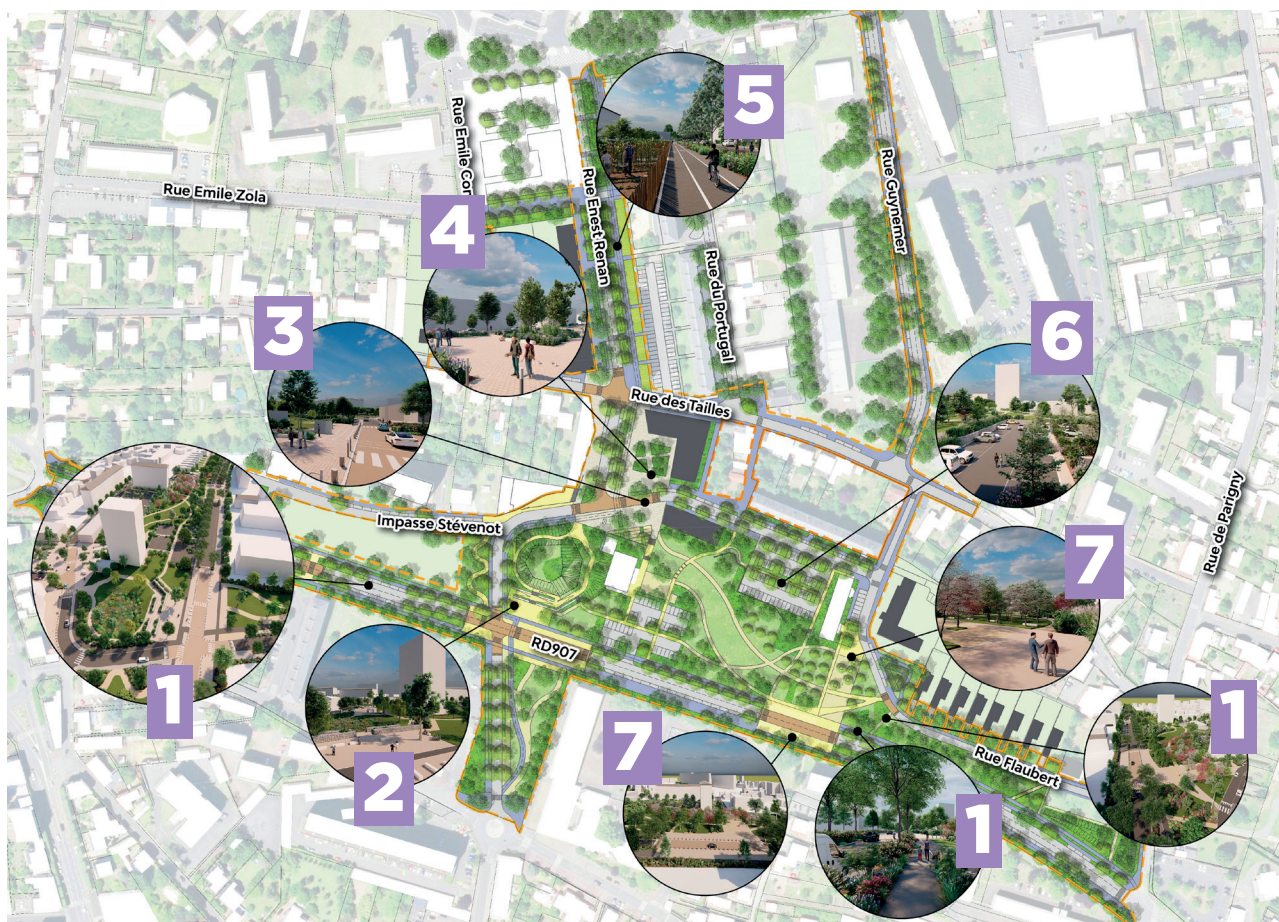 5
Rue Emile Cor
Rue Guynemer
Rue Emile Zola
Rue Enest Renan
4
Rue du Portugal
3
6
Rue des Tailles
Rue de Parigny
Impasse Stévenot
7
RD907
1
2
7
Rue Flaubert
1
1